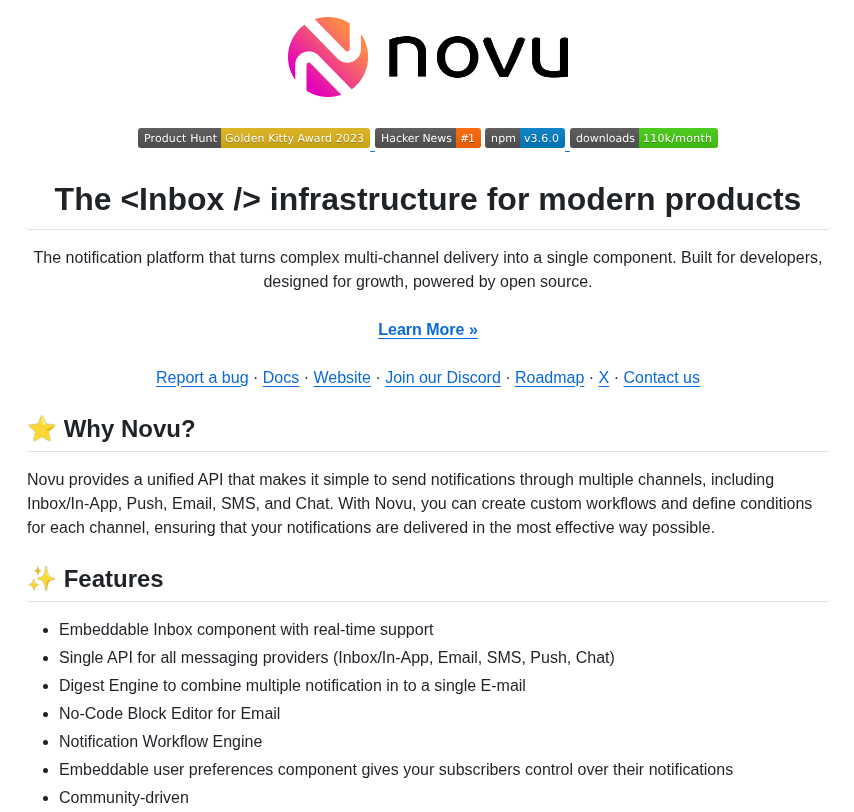 novu
Product Hunt Golden Kitty Award 2023 Hacker News #1 npm v3.6.0 downloads 110k/month
The <Inbox /> infrastructure for modern products
The notification platform that turns complex multi-channel delivery into a single component. Built for developers,
designed for growth, powered by open source.
Learn More »
Report a bug · Docs · Website · Join our Discord · Roadmap · X · Contact us
⭐ Why Novu?
Novu provides a unified API that makes it simple to send notifications through multiple channels, including
Inbox/In-App, Push, Email, SMS, and Chat. With Novu, you can create custom workflows and define conditions
for each channel, ensuring that your notifications are delivered in the most effective way possible.
✨ Features
• Embeddable Inbox component with real-time support
• Single API for all messaging providers (Inbox/In-App, Email, SMS, Push, Chat)
• Digest Engine to combine multiple notification in to a single E-mail
• No-Code Block Editor for Email
• Notification Workflow Engine
• Embeddable user preferences component gives your subscribers control over their notifications
• Community-driven